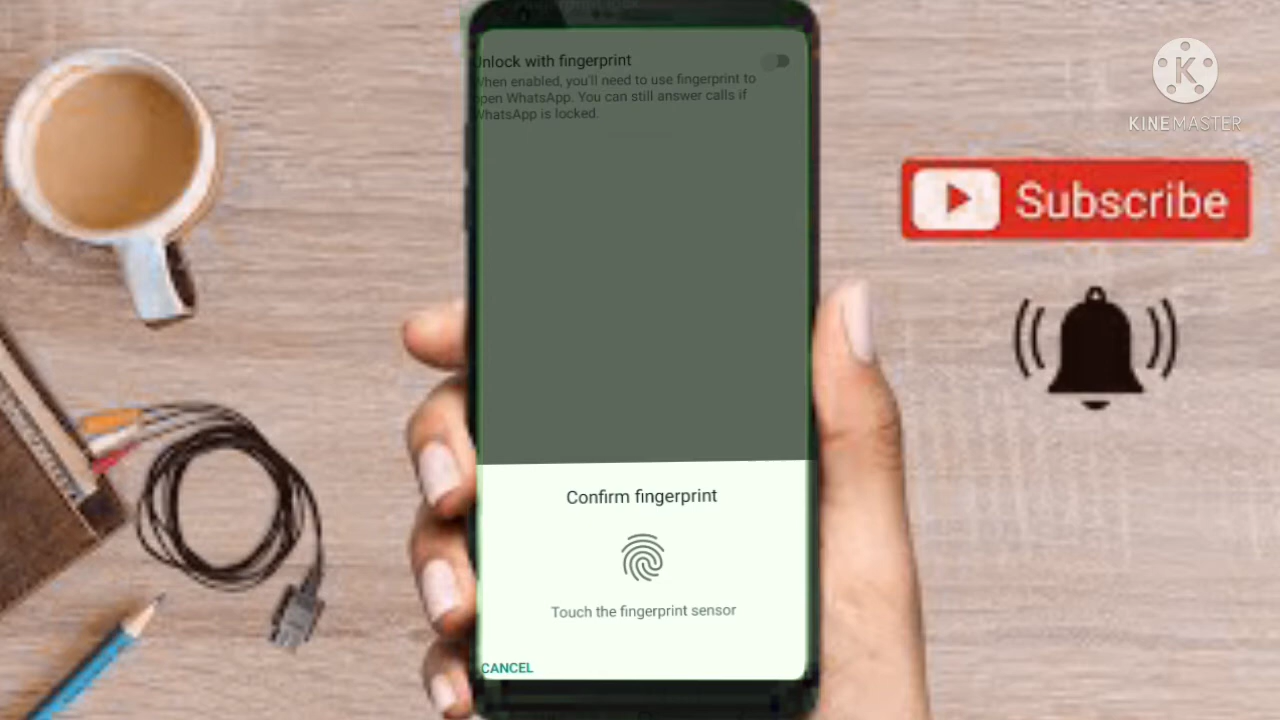 Unlock with fingerprint
When enabled, you'll need to use fingerprint to
open WhatsApp. You can still answer calls if
WhatsApp is locked.
Confirm fingerprint
Touch the fingerprint sensor
CANCEL
K
KINEMASTER
Subscribe